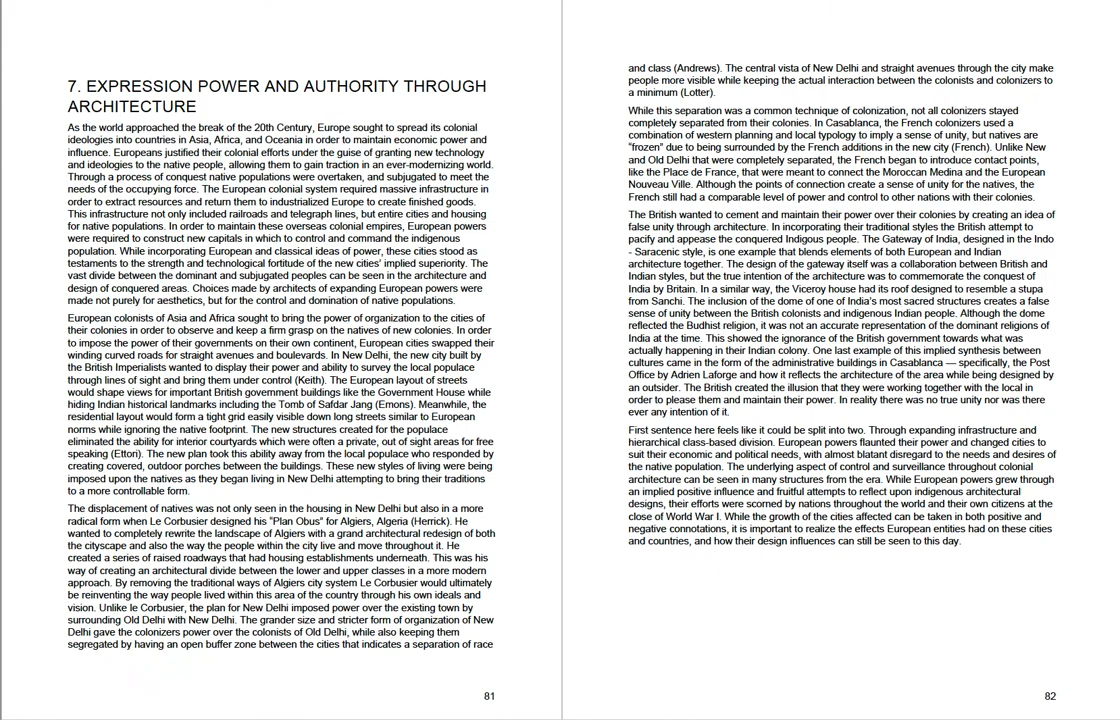 7. EXPRESSION POWER AND AUTHORITY THROUGH
ARCHITECTURE
As the world approached the break of the 20th Century, Europe sought to spread its colonial
ideologies into countries in Asia, Africa, and Oceania in order to maintain economic power and
influence. Europeans justified their colonial efforts under the guise of granting new technology
and ideologies to the native people, allowing them to gain traction in an ever-modernizing world.
Through a process of conquest native populations were overtaken, and subjugated to meet the
needs of the occupying force. The European colonial system required massive infrastructure in
order to extract resources and return them to industrialized Europe to create finished goods.
This infrastructure not only included railroads and telegraph lines, but entire cities and housing
for native populations. In order to maintain these overseas colonial empires, European powers
were required to construct new capitals in which to control and command the indigenous
population. While incorporating European and classical ideas of power, these cities stood as
testaments to the strength and technological fortitude of the new cities' implied superiority. The
vast divide between the dominant and subjugated peoples can be seen in the architecture and
design of conquered areas. Choices made by architects of expanding European powers were
made not purely for aesthetics, but for the control and domination of native populations.
European colonists of Asia and Africa sought to bring the power of organization to the cities of
their colonies in order to observe and keep a firm grasp on the natives of new colonies. In order
to impose the power of their governments on their own continent, European cities swapped their
winding curved roads for straight avenues and boulevards. In New Delhi, the new city built by
the British Imperialists wanted to display their power and ability to survey the local populace
through lines of sight and bring them under control (Keith). The European layout of streets
would shape views for important British government buildings like the Government House while
hiding Indian historical landmarks including the Tomb of Safdar Jang (Emons). Meanwhile, the
residential layout would form a tight grid easily visible down long streets similar to European
norms while ignoring the native footprint. The new structures created for the populace
eliminated the ability for interior courtyards which were often a private, out of sight areas for free
speaking (Ettori). The new plan took this ability away from the local populace who responded by
creating covered, outdoor porches between the buildings. These new styles of living were being
imposed upon the natives as they began living in New Delhi attempting to bring their traditions
to a more controllable form.
The displacement of natives was not only seen in the housing in New Delhi but also in a more
radical form when Le Corbusier designed his "Plan Obus" for Algiers, Algeria (Herrick). He
wanted to completely rewrite the landscape of Algiers with a grand architectural redesign of both
the cityscape and also the way the people within the city live and move throughout it. He
created a series of raised roadways that had housing establishments underneath. This was his
way of creating an architectural divide between the lower and upper classes in a more modern
approach. By removing the traditional ways of Algiers city system Le Corbusier would ultimately
be reinventing the way people lived within this area of the country through his own ideals and
vision. Unlike le Corbusier, the plan for New Delhi imposed power over the existing town by
surrounding Old Delhi with New Delhi. The grander size and stricter form of organization of New
Delhi gave the colonizers power over the colonists of Old Delhi, while also keeping them
segregated by having an open buffer zone between the cities that indicates a separation of race
81
and class (Andrews). The central vista of New Delhi and straight avenues through the city make
people more visible while keeping the actual interaction between the colonists and colonizers to
a minimum (Lotter).
While this separation was a common technique of colonization, not all colonizers stayed
completely separated from their colonies. In Casablanca, the French colonizers used a
combination of western planning and local typology to imply a sense of unity, but natives are
"frozen" due to being surrounded by the French additions in the new city (French). Unlike New
and Old Delhi that were completely separated, the French began to introduce contact points,
like the Place de France, that were meant to connect the Moroccan Medina and the European
Nouveau Ville. Although the points of connection create a sense of unity for the natives, the
French still had a comparable level of power and control to other nations with their colonies.
The British wanted to cement and maintain their power over their colonies by creating an idea of
false unity through architecture. In incorporating their traditional styles the British attempt to
pacify and appease the conquered Indigous people. The Gateway of India, designed in the Indo
- Saracenic style, is one example that blends elements of both European and Indian
architecture together. The design of the gateway itself was a collaboration between British and
Indian styles, but the true intention of the architecture was to commemorate the conquest of
India by Britain. In a similar way, the Viceroy house had its roof designed to resemble a stupa
from Sanchi. The inclusion of the dome of one of India's most sacred structures creates a false
sense of unity between the British colonists and indigenous Indian people. Although the dome
reflected the Budhist religion, it was not an accurate representation of the dominant religions of
India at the time. This showed the ignorance of the British government towards what was
actually happening in their Indian colony. One last example of this implied synthesis between
cultures came in the form of the administrative buildings in Casablanca — specifically, the Post
Office by Adrien Laforge and how it reflects the architecture of the area while being designed by
an outsider. The British created the illusion that they were working together with the local in
order to please them and maintain their power. In reality there was no true unity nor was there
ever any intention of it.
First sentence here feels like it could be split into two. Through expanding infrastructure and
hierarchical class-based division. European powers flaunted their power and changed cities to
suit their economic and political needs, with almost blatant disregard to the needs and desires of
the native population. The underlying aspect of control and surveillance throughout colonial
architecture can be seen in many structures from the era. While European powers grew through
an implied positive influence and fruitful attempts to reflect upon indigenous architectural
designs, their efforts were scorned by nations throughout the world and their own citizens at the
close of World War I. While the growth of the cities affected can be taken in both positive and
negative connotations, it is important to realize the effects European entities had on these cities
and countries, and how their design influences can still be seen to this day.
82